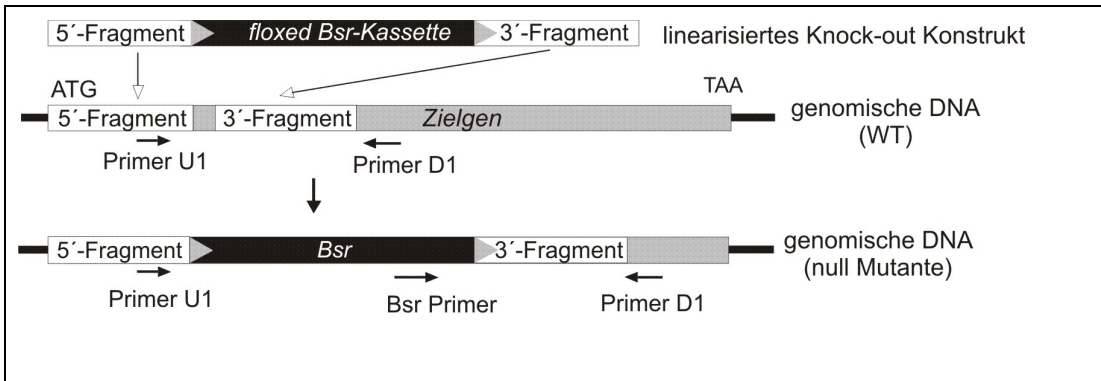 5´-Fragment floxed Bsr-Kassette 3´-Fragment linearisiertes Knock-out Konstrukt
ATG TAA
5´-Fragment 3´-Fragment Zielgen genomische DNA
(WT)
Primer U1 Primer D1
5´-Fragment Bsr 3´-Fragment genomische DNA
(null Mutante)
Primer U1 Bsr Primer Primer D1